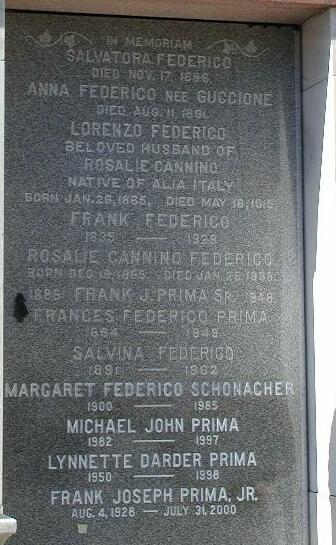 IN MEMORIAM
SALVATORA FEDERICO
DIED NOV. 17. 1886.
ANNA FEDERICO NEE GUCCIONE
DIED AUG. 11, 1891.
LORENZO FEDERICO
BELOVED HUSBAND OF
ROSALIE CANNINO
NATIVE OF ALIA ITALY
BORN JAN. 26, 1865. DIED MAY 18, 1915.
FRANK FEDERICO
1835 — 1928
ROSALIE CANNINO FEDERICO
BORN DEC. 19, 1865. DIED JAN. 26,
1885 FRANK J. PRIMA SR. 1948
FRANCES FEDERICO PRIMA
1894 — 1949
SALVINA FEDERICO
1891 — 1962
MARGARET FEDERICO SCHONACHER
1900 — 1985
MICHAEL JOHN PRIMA
1982 — 1997
LYNNETTE DARDER PRIMA
1950 — 1998
FRANK JOSEPH PRIMA, JR.
AUG. 4, 1928 — JULY 31, 2000